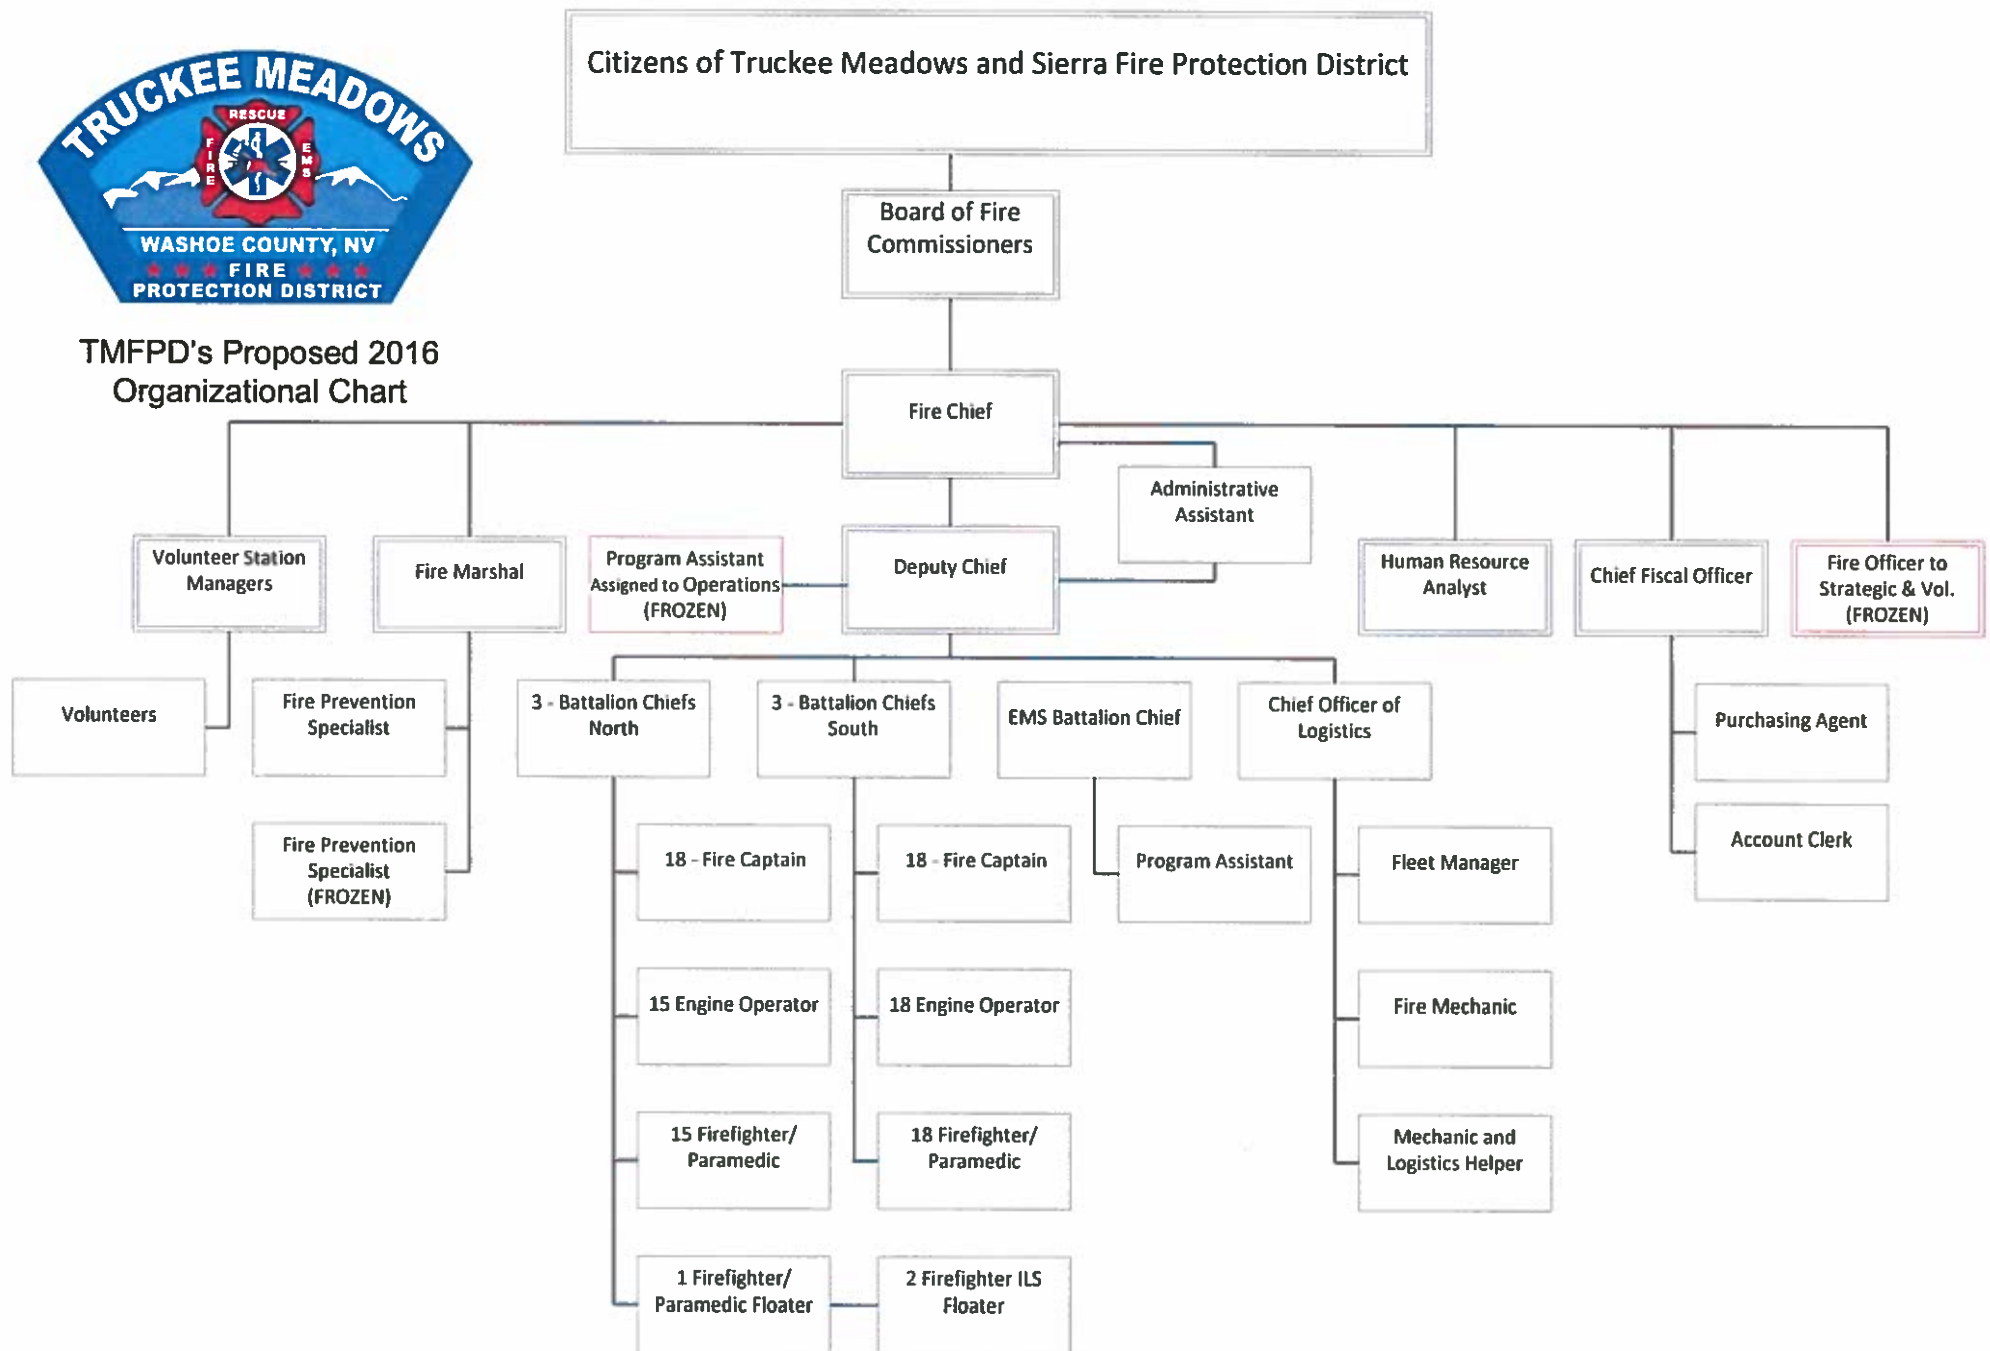 Citizens of Truckee Meadows and Sierra Fire Protection District
TRUCKEE MEADOWS
RESCUE
FIRE
EMS
WASHOE COUNTY, NV
FIRE
PROTECTION DISTRICT
TMFPD's Proposed 2016
Organizational Chart
Board of Fire
Commissioners
Fire Chief
Administrative
Assistant
Volunteer Station
Managers
Fire Marshal
Program Assistant
Assigned to Operations
(FROZEN)
Deputy Chief
Human Resource
Analyst
Chief Fiscal Officer
Fire Officer to
Strategic & Vol.
(FROZEN)
Volunteers
Fire Prevention
Specialist
3 - Battalion Chiefs
North
3 - Battalion Chiefs
South
EMS Battalion Chief
Chief Officer of
Logistics
Purchasing Agent
Fire Prevention
Specialist
(FROZEN)
18 - Fire Captain
18 - Fire Captain
Program Assistant
Fleet Manager
Account Clerk
15 Engine Operator
18 Engine Operator
Fire Mechanic
15 Firefighter/
Paramedic
18 Firefighter/
Paramedic
Mechanic and
Logistics Helper
1 Firefighter/
Paramedic Floater
2 Firefighter ILS
Floater